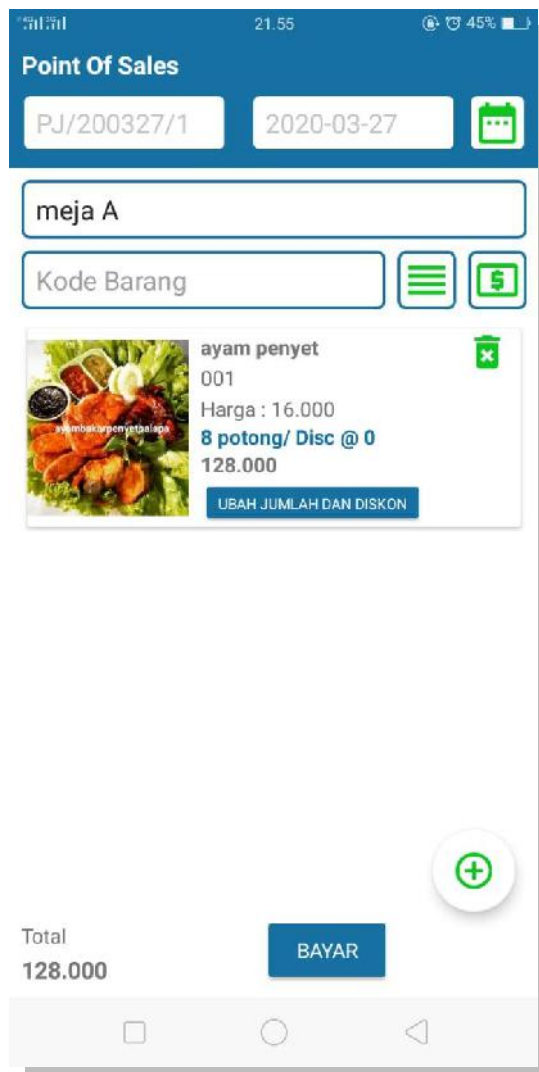 21.55
45%
Point Of Sales
PJ/200327/1
2020-03-27
meja A
Kode Barang
ayam penyet
001
Harga : 16.000
8 potong/ Disc @ 0
128.000
UBAH JUMLAH DAN DISKON
ayambakarpenyetpalapa
Total
128.000
BAYAR